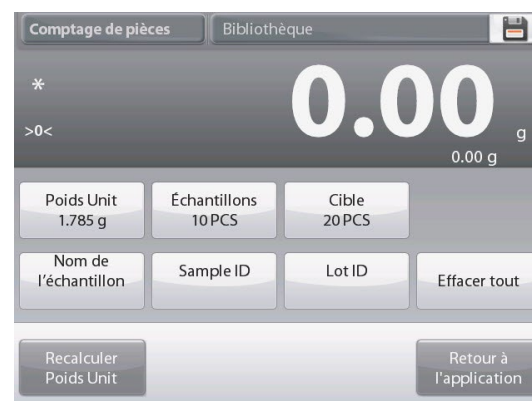 Comptage de pièces
Bibliothèque
*
>0<
0.00 g
0.00 g
Poids Unit
1.785 g
Échantillons
10 PCS
Cible
20 PCS
Nom de
l'échantillon
Sample ID
Lot ID
Effacer tout
Recalculer
Poids Unit
Retour à
l'application